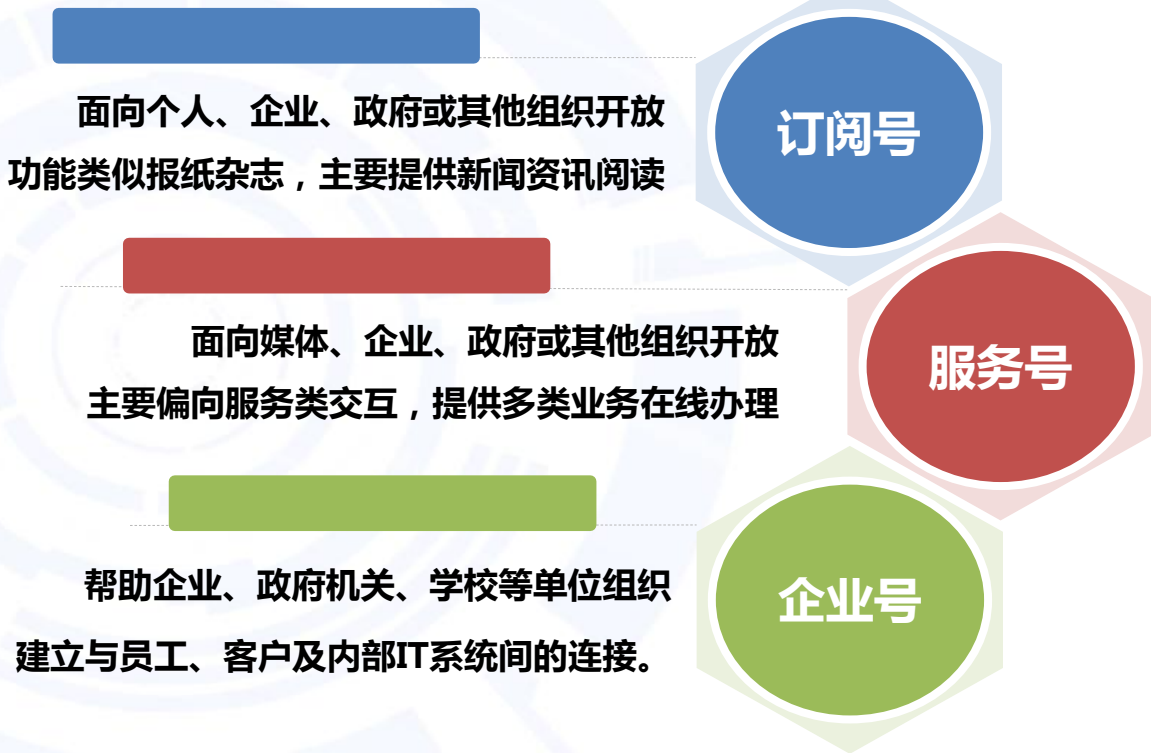 面向个人、企业、政府或其他组织开放
功能类似报纸杂志，主要提供新闻资讯阅读
订阅号
面向媒体、企业、政府或其他组织开放
主要偏向服务类交互，提供多类业务在线办理
服务号
帮助企业、政府机关、学校等单位组织
建立与员工、客户及内部IT系统间的连接。
企业号